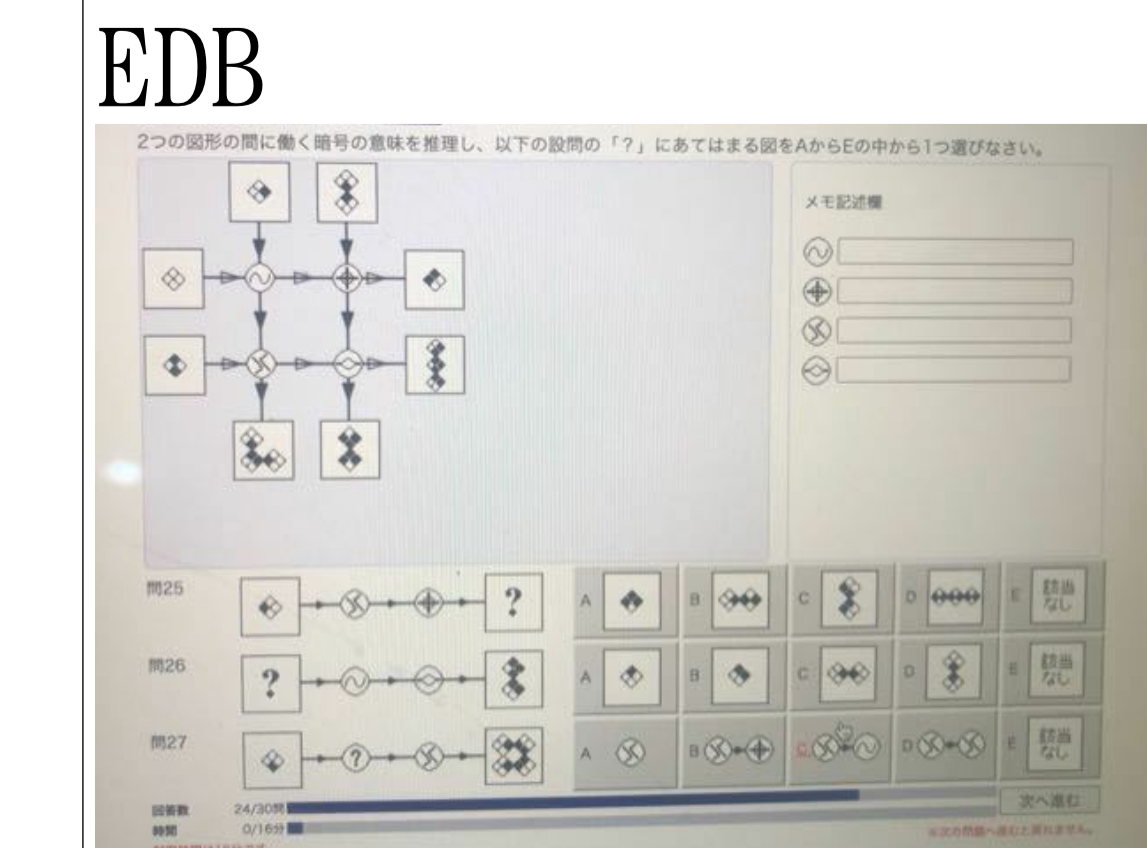 EDB
2つの図形の間に働く暗号の意味を推理し、以下の設問の「？」にあてはまる図をAからEの中から1つ選びなさい。
メモ記述欄
問25
?
A
B
C
D
E
該当
なし
問26
?
A
B
C
D
E
該当
なし
問27
?
A
B
C
D
E
該当
なし
回答数
24/30問
次へ進む
時間
0/16分
※次の問題へ進むと戻れません。